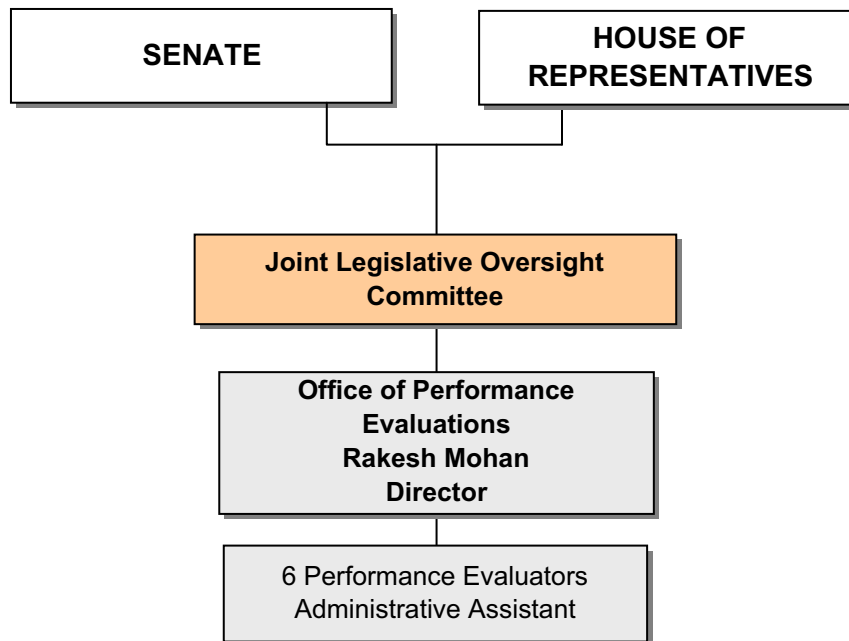 SENATE
HOUSE OF
REPRESENTATIVES
Joint Legislative Oversight
Committee
Office of Performance
Evaluations
Rakesh Mohan
Director
6 Performance Evaluators
Administrative Assistant